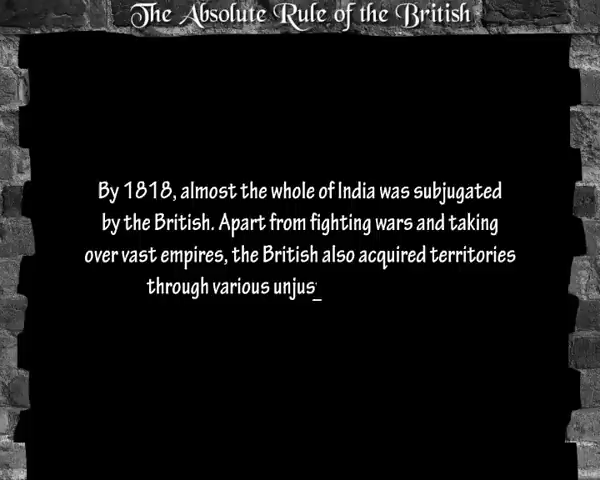 The Absolute Rule of the British
By 1818, almost the whole of India was subjugated
by the British. Apart from fighting wars and taking
over vast empires, the British also acquired territories
through various unjus_